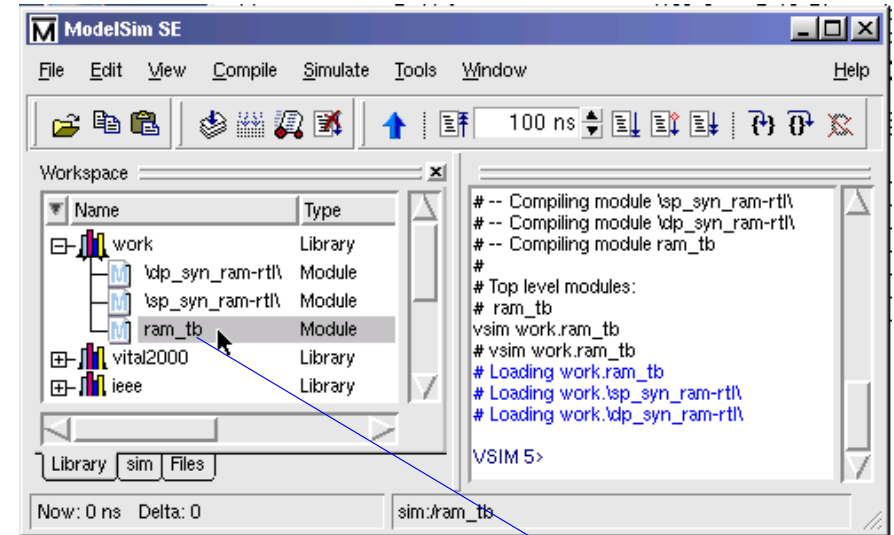 ModelSim SE
File Edit View Compile Simulate Tools Window Help
100 ns
Workspace
Name Type
work Library
\dp_syn_ram-rtl\ Module
\sp_syn_ram-rtl\ Module
ram_tb Module
vital2000 Library
ieee Library
Library sim Files
# -- Compiling module \sp_syn_ram-rtl\
# -- Compiling module \dp_syn_ram-rtl\
# -- Compiling module ram_tb
#
# Top level modules:
# ram_tb
vsim work.ram_tb
# vsim work.ram_tb
# Loading work.ram_tb
# Loading work.\sp_syn_ram-rtl\
# Loading work.\dp_syn_ram-rtl\
VSIM 5>
Now: 0 ns Delta: 0 sim:/ram_tb